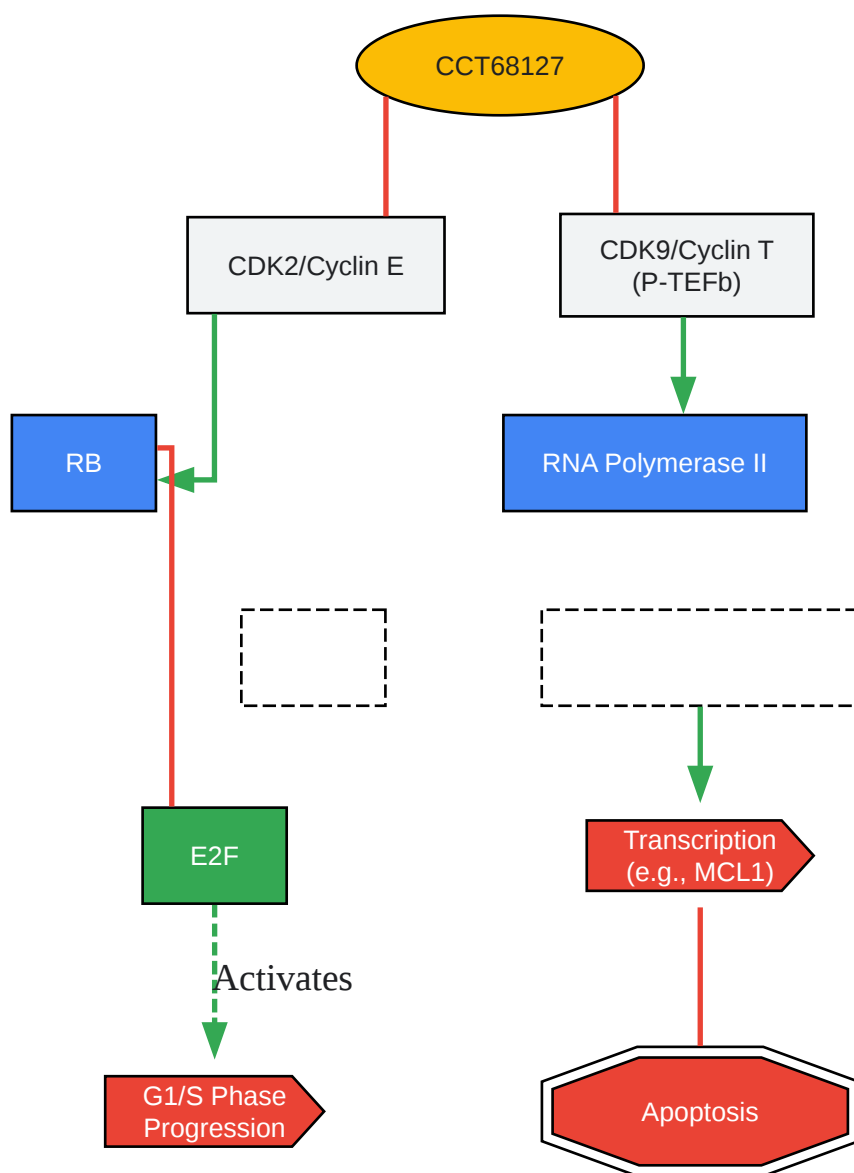 CCT68127
CDK2/Cyclin E
CDK9/Cyclin T
(P-TEFb)
RB
RNA Polymerase II
E2F
Transcription
(e.g., MCL1)
Activates
G1/S Phase
Progression
Apoptosis